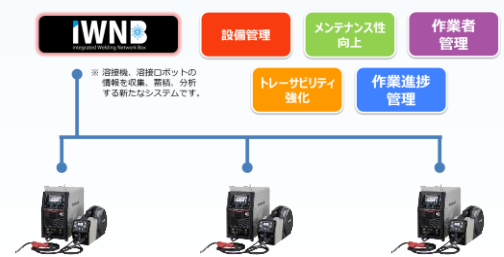 iWNB
Integrated Welding Network Box
設備管理
メンテナンス性
向上
作業者
管理
※ 溶接機、溶接ロボットの
情報を収集、蓄積、分析
する新たなシステムです。
トレーサビリティ
強化
作業進捗
管理